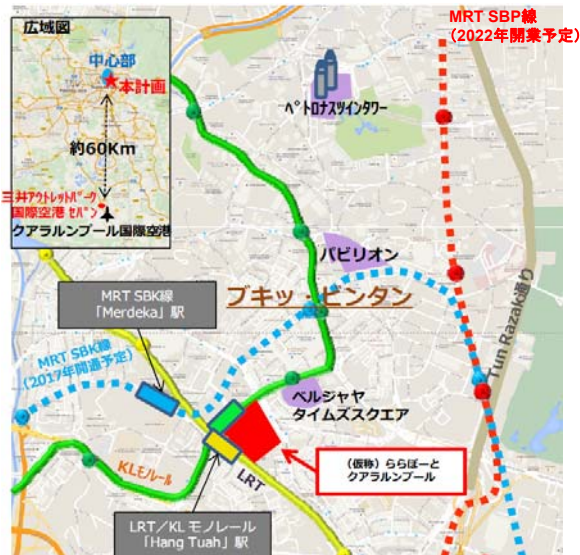 広域図
中心部
本計画
約60Km
三井アウトレットパーク
国際空港 セパン
クアラルンプール国際空港
MRT SBP線
(2022年開業予定)
ペトロナスツインタワー
パビリオン
Tun Razak通り
ブキッ・ビンタン
MRT SBK線
「Merdeka」駅
MRT SBK線
(2017年開通予定)
ベルジャヤ
タイムズスクエア
KLモノレール
LRT
(仮称)ららぽーと
クアラルンプール
LRT/KL モノレール
「Hang Tuah」駅